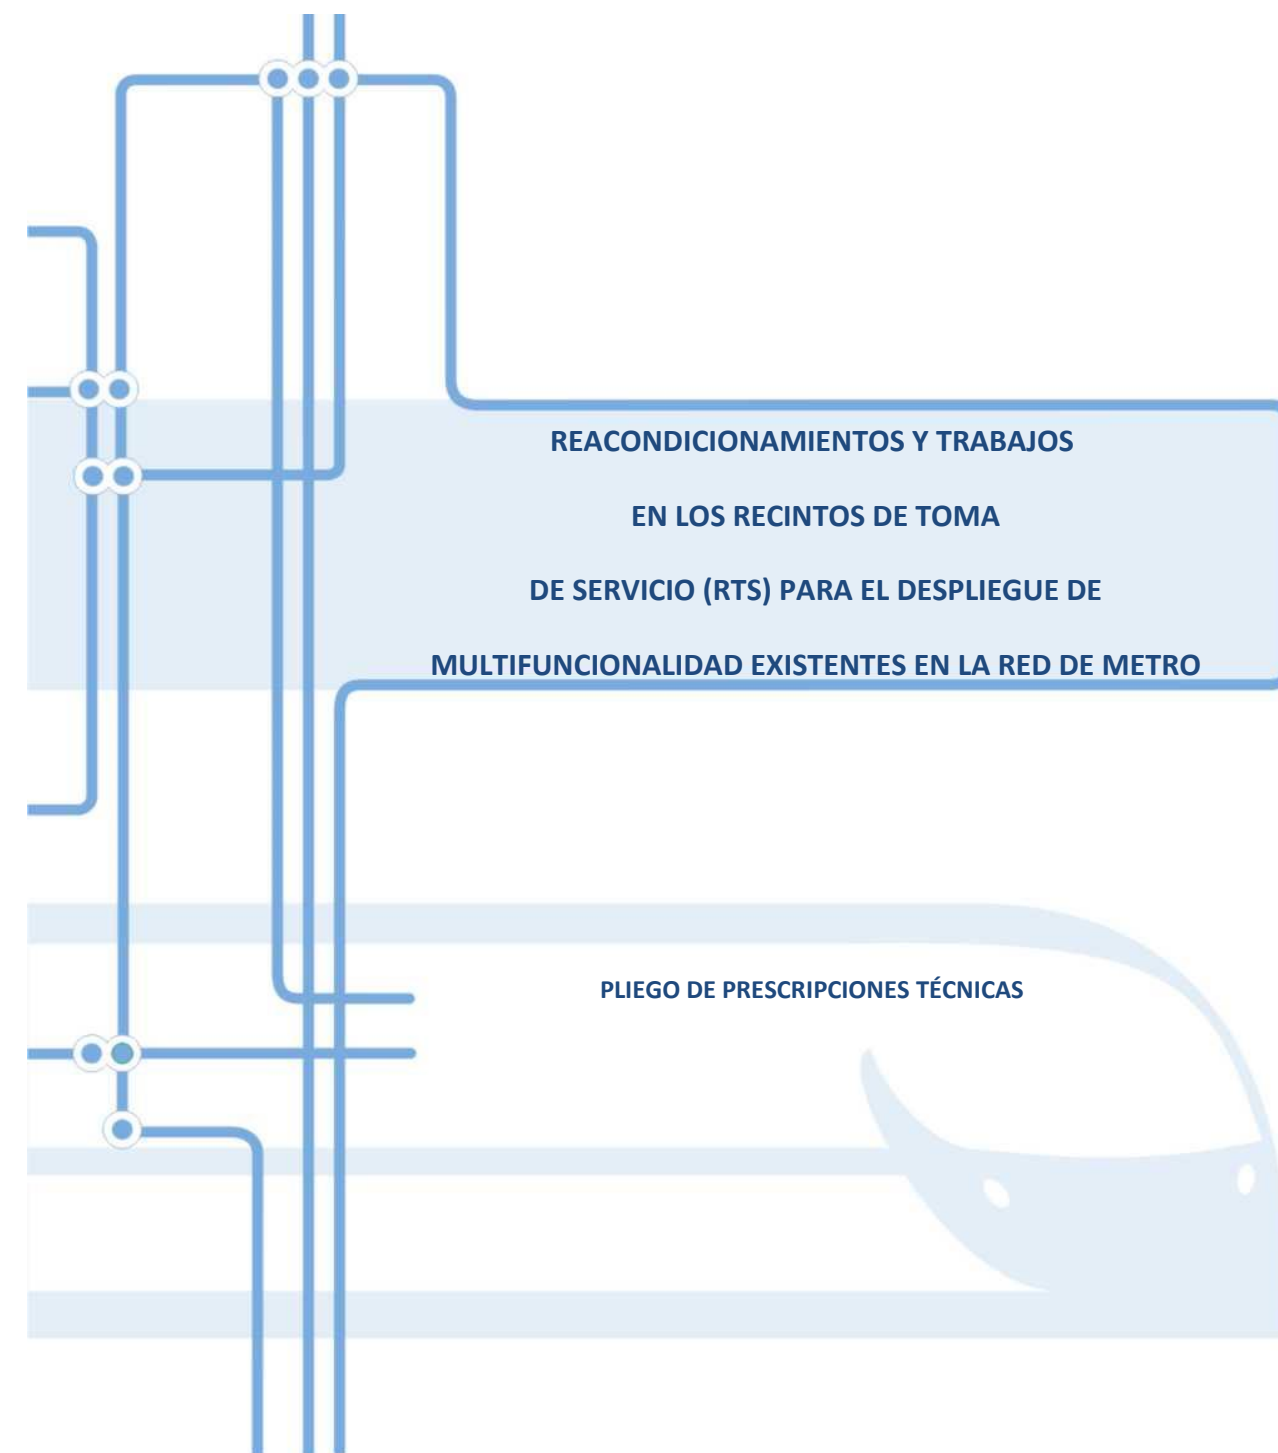 REACONDICIONAMIENTOS Y TRABAJOS
EN LOS RECINTOS DE TOMA
DE SERVICIO (RTS) PARA EL DESPLIEGUE DE
MULTIFUNCIONALIDAD EXISTENTES EN LA RED DE METRO
PLIEGO DE PRESCRIPCIONES TÉCNICAS